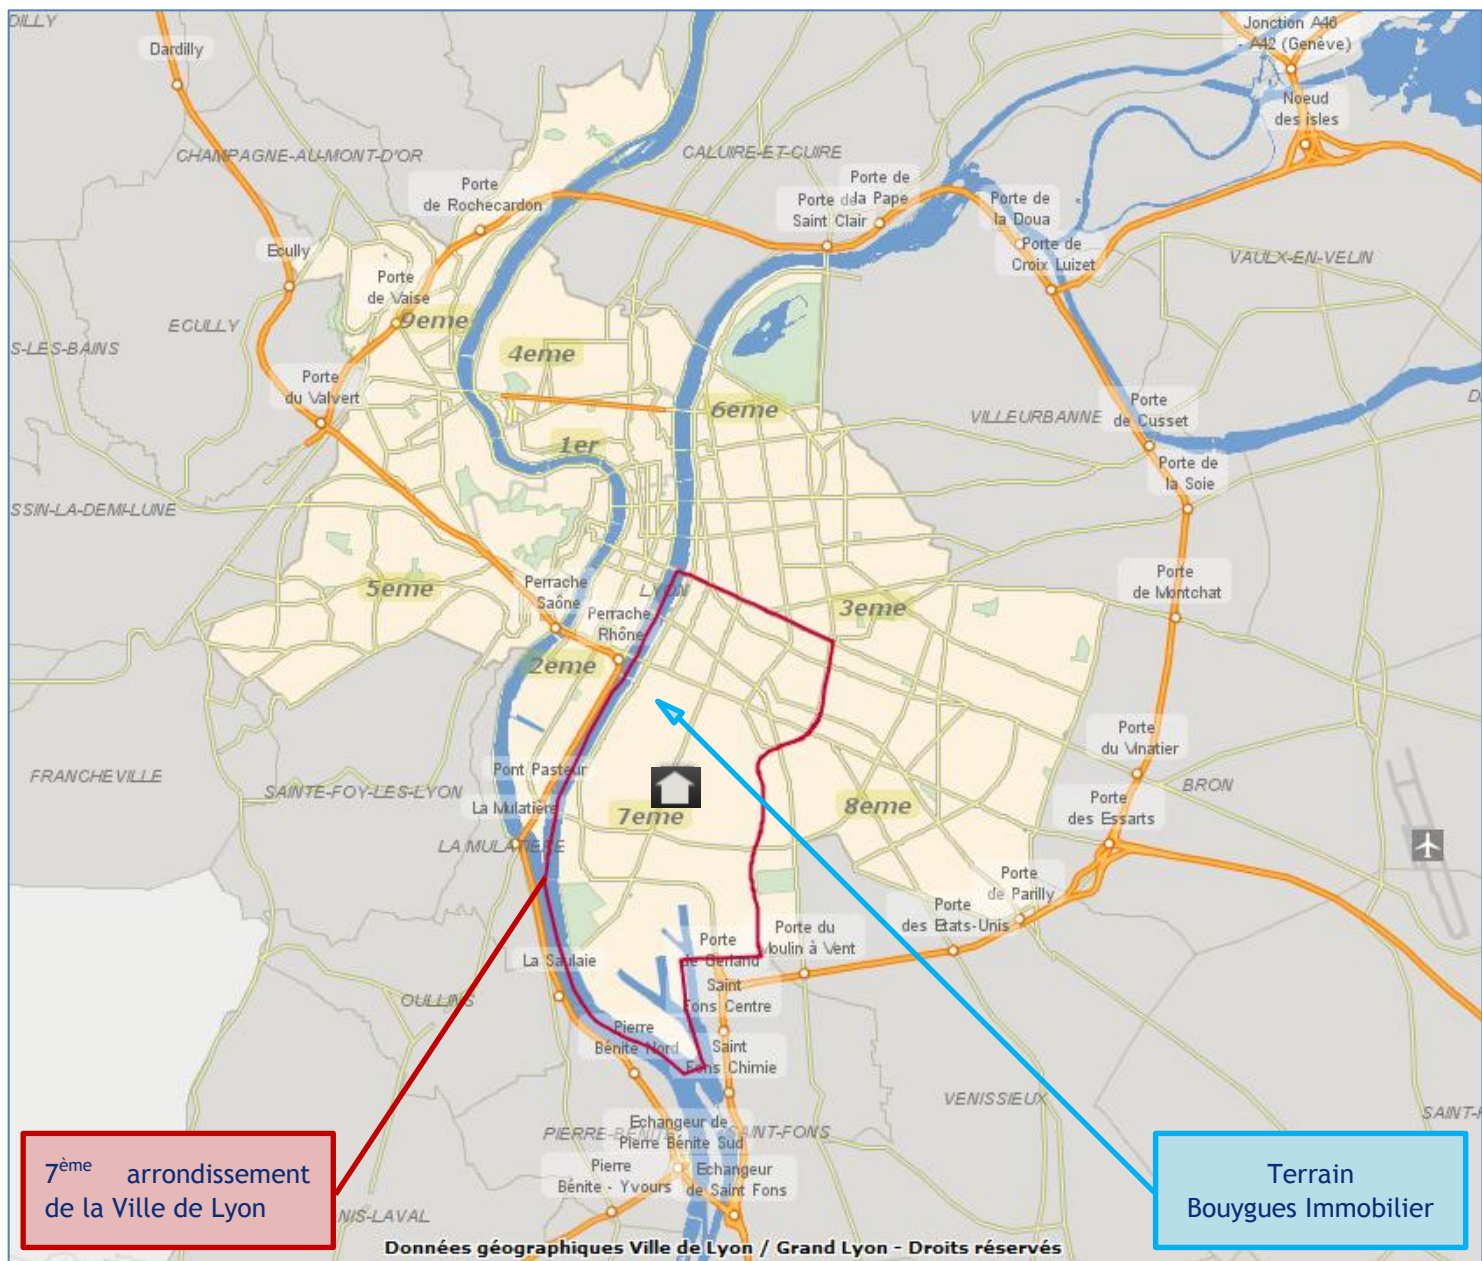 DILLY
Dardilly
Jonction A46
- A42 (Genève)
Noeud
des isles
CHAMPAGNE-AU-MONT-D'OR
CALUIRE-ET-CUIRE
Porte
de Rochecardon
Porte de
la Pape
Porte de
Saint Clair
Porte de
la Doua
Porte de
Croix Luizet
VAULX-EN-VELIN
Ecully
Porte
de Vaise
9eme
ECULLY
S-LES-BAINS
4eme
Porte
du Valvert
6eme
VILLEURBANNE
Porte
de Cusset
1er
Porte de
la Soie
SSIN-LA-DEMI-LUNE
5eme
Perrache
Saône
LYON
Perrache
Rhône
3eme
Porte
de Montchat
2eme
Porte
du Vinatier
FRANCHEVILLE
SAINTE-FOY-LES-LYON
Pont Pasteur
La Mulatière
7eme
8eme
BRON
Porte
des Essarts
LA MULATIERE
Porte
de Parilly
Porte
des Etats-Unis
Porte du
Moulin à Vent
Porte
de Gerland
La Saulaie
OULLINS
Saint
Fons Centre
Pierre
Bénite Nord
Saint
Fons Chimie
VENISSIEUX
SAINT-P
Echangeur de
Pierre Bénite Sud
PIERRE-BENITE
SAINT-FONS
Pierre
Bénite - Yvours
Echangeur
de Saint Fons
NIS-LAVAL
7ème arrondissement
de la Ville de Lyon
Terrain
Bouygues Immobilier
Données géographiques Ville de Lyon / Grand Lyon - Droits réservés